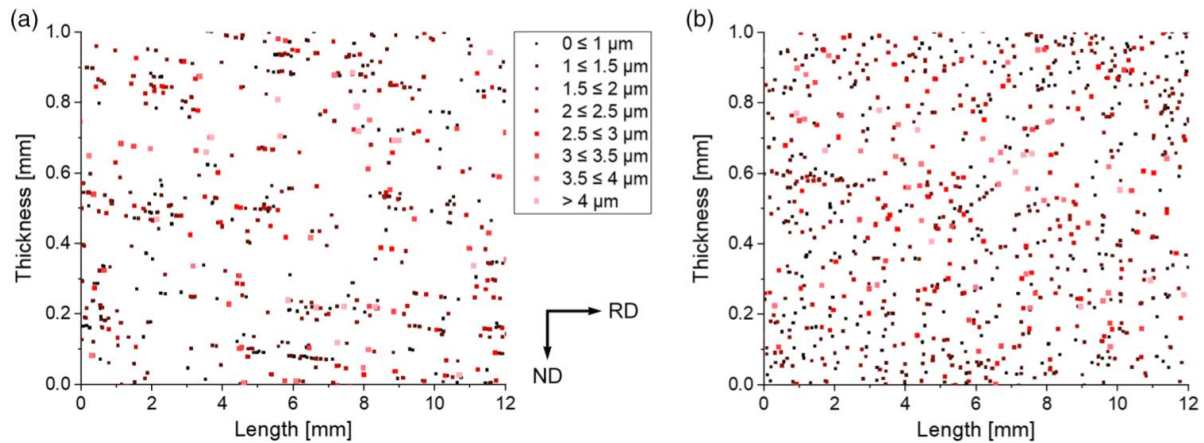 (a)
1.0
0.8
0.6
0.4
0.2
0.0
Thickness [mm]
0 2 4 6 8 10 12
Length [mm]
0 ≤ 1 µm
1 ≤ 1.5 µm
1.5 ≤ 2 µm
2 ≤ 2.5 µm
2.5 ≤ 3 µm
3 ≤ 3.5 µm
3.5 ≤ 4 µm
> 4 µm
RD
ND
(b)
1.0
0.8
0.6
0.4
0.2
0.0
Thickness [mm]
0 2 4 6 8 10 12
Length [mm]